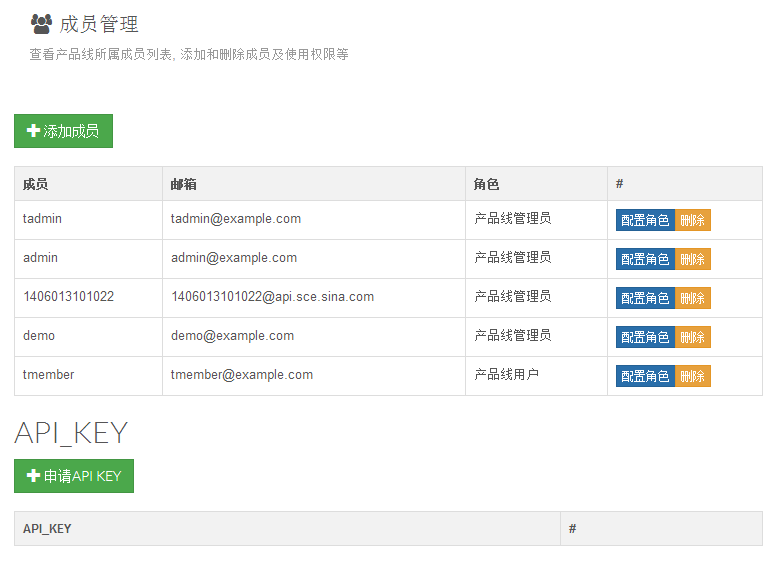 成员管理
查看产品线所属成员列表, 添加和删除成员及使用权限等
添加成员
成员 邮箱 角色 #
tadmin tadmin@example.com 产品线管理员 配置角色 删除
admin admin@example.com 产品线管理员 配置角色 删除
1406013101022 1406013101022@api.sce.sina.com 产品线管理员 配置角色 删除
demo demo@example.com 产品线管理员 配置角色 删除
tmember tmember@example.com 产品线用户 配置角色 删除
API_KEY
申请API KEY
API_KEY #